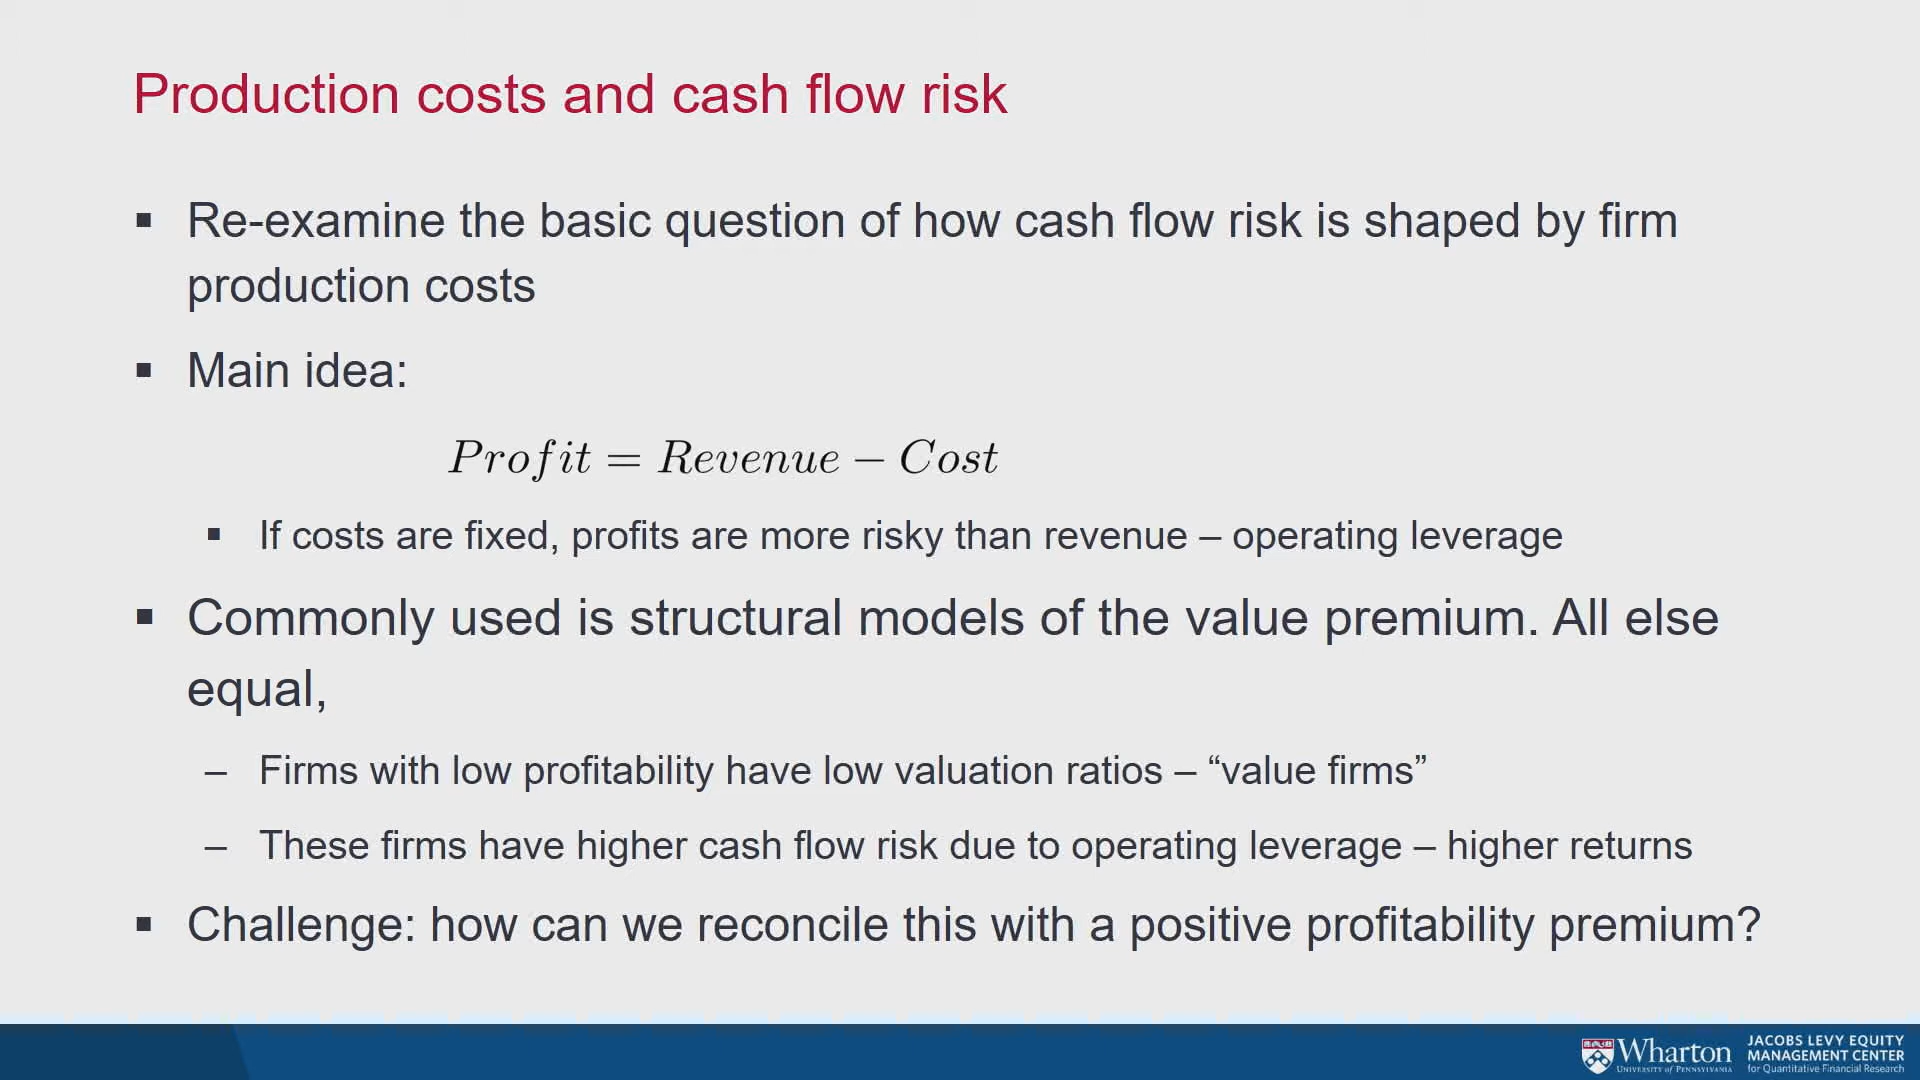 Production costs and cash flow risk
▪ Re-examine the basic question of how cash flow risk is shaped by firm
production costs
▪ Main idea:
Profit = Revenue − Cost
▪ If costs are fixed, profits are more risky than revenue – operating leverage
▪ Commonly used is structural models of the value premium. All else
equal,
– Firms with low profitability have low valuation ratios – “value firms”
– These firms have higher cash flow risk due to operating leverage – higher returns
▪ Challenge: how can we reconcile this with a positive profitability premium?
Wharton
UNIVERSITY of PENNSYLVANIA
JACOBS LEVY EQUITY
MANAGEMENT CENTER
for Quantitative Financial Research